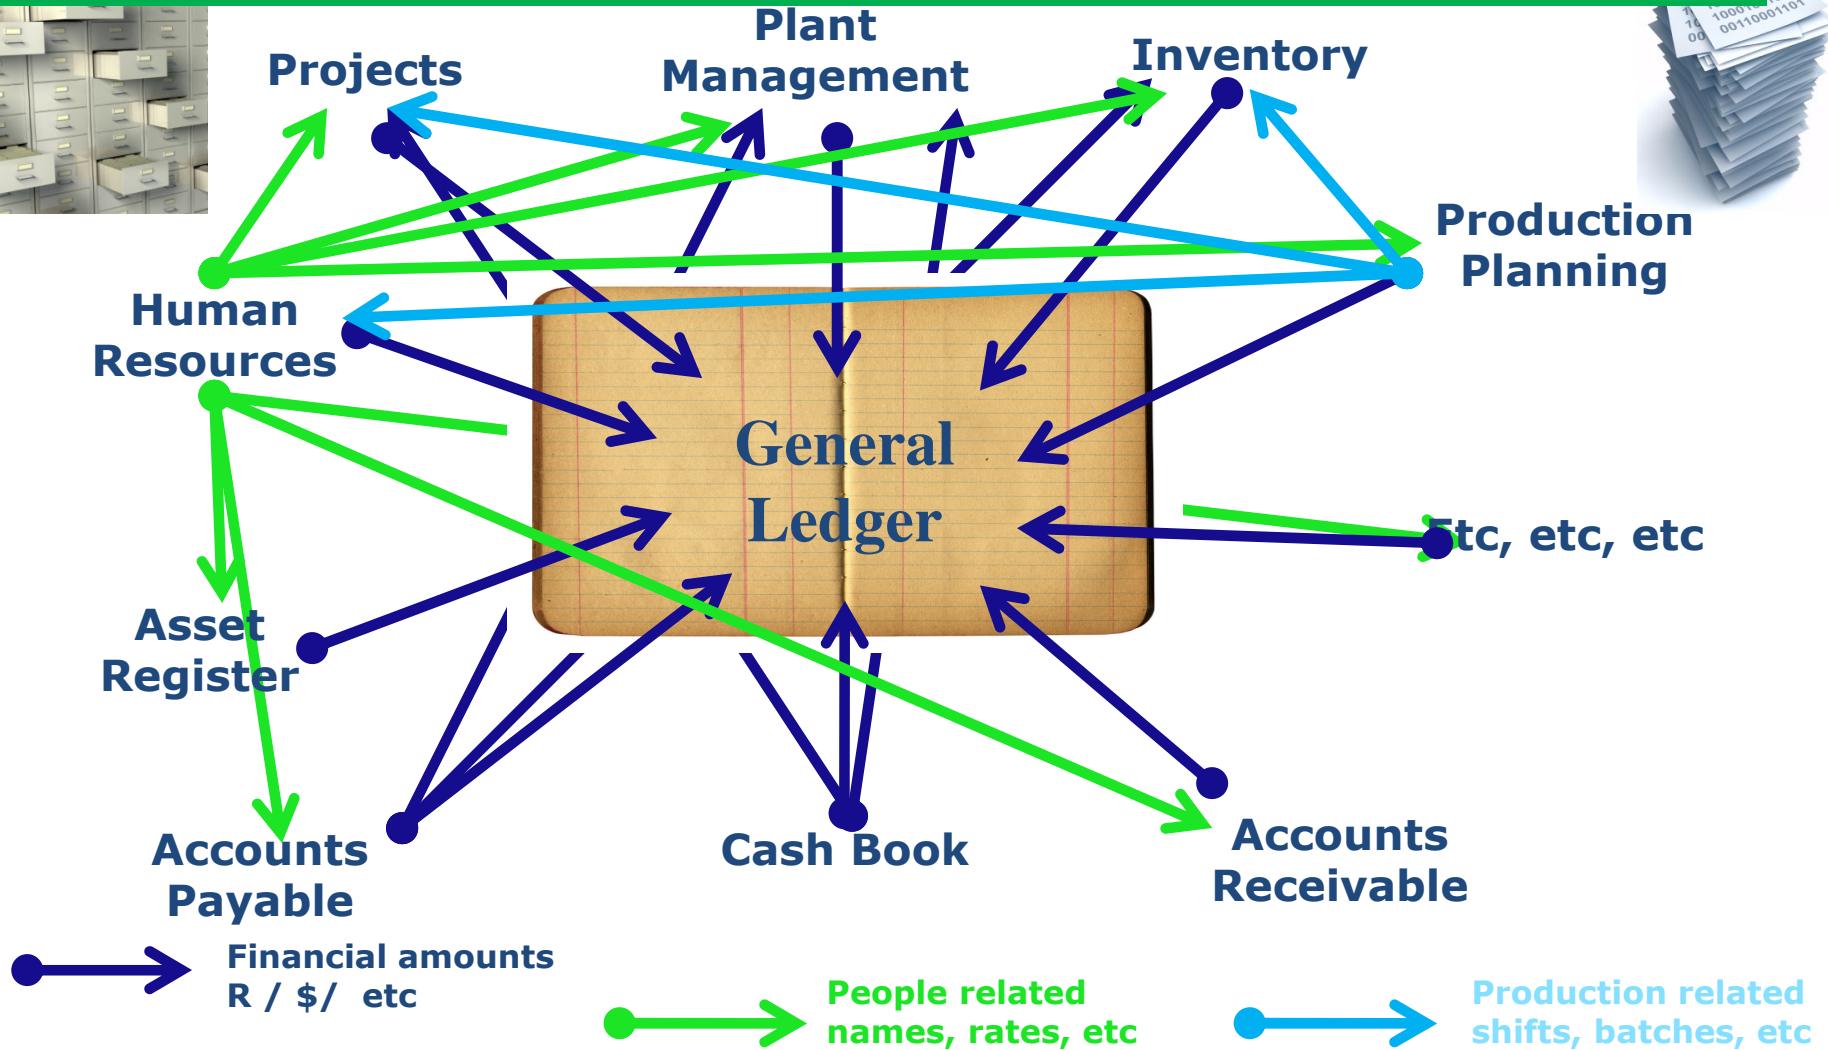 Plant
Management
Projects
Inventory
Production
Planning
Human
Resources
General
Ledger
Etc, etc, etc
Asset
Register
Accounts
Payable
Cash Book
Accounts
Receivable
Financial amounts
R / $/ etc
People related
names, rates, etc
Production related
shifts, batches, etc
00110001101